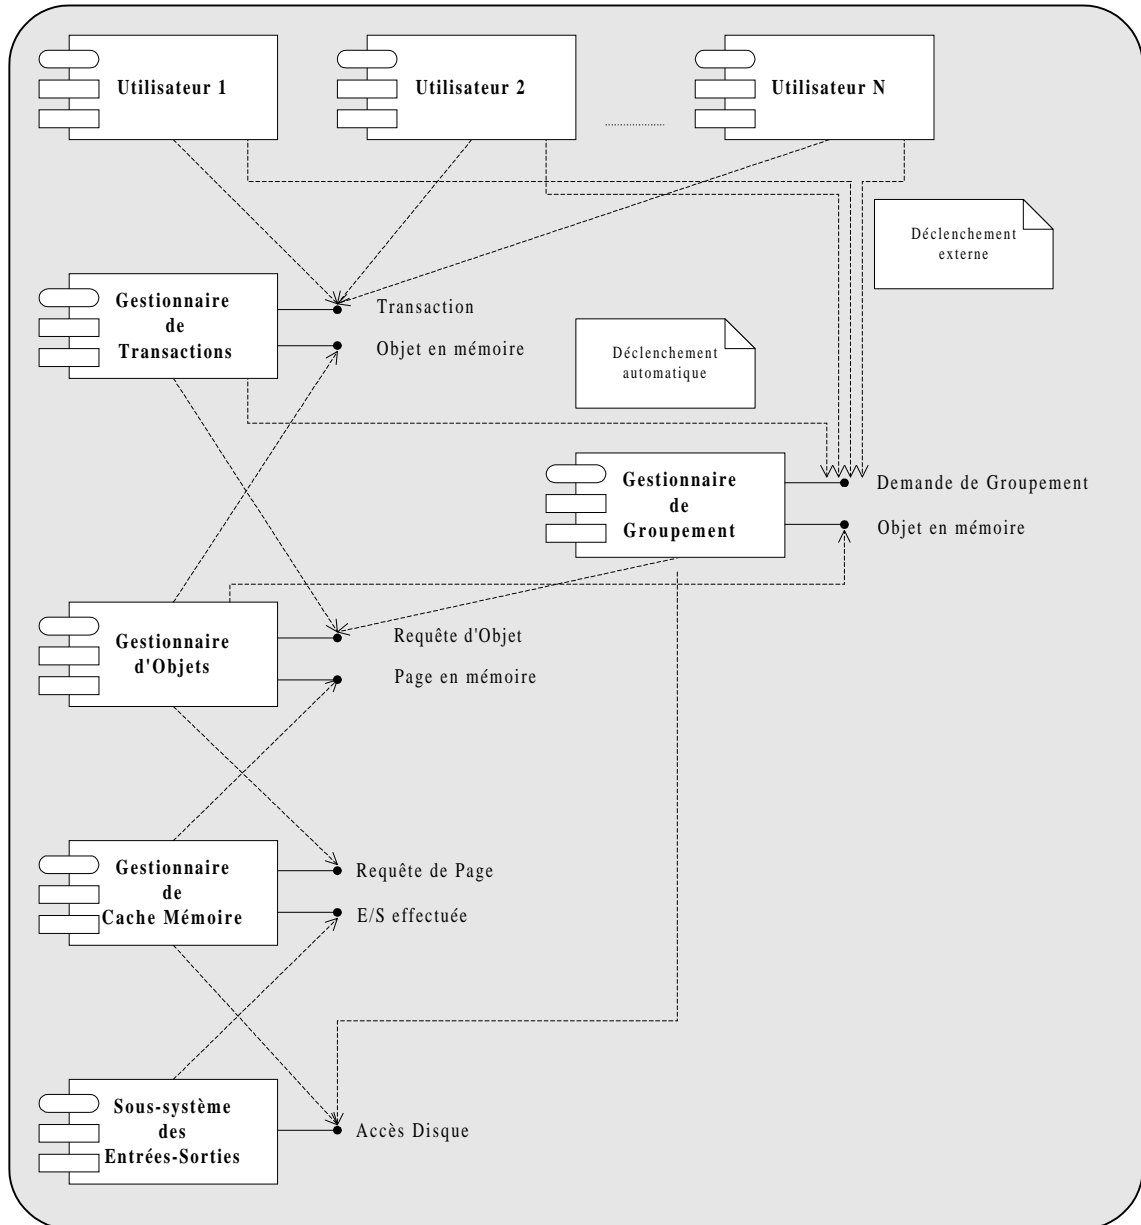 Utilisateur 1
Utilisateur 2
Utilisateur N
Déclenchement
externe
Gestionnaire
de
Transactions
Transaction
Objet en mémoire
Déclenchement
automatique
Gestionnaire
de
Groupement
Demande de Groupement
Objet en mémoire
Gestionnaire
d'Objets
Requête d'Objet
Page en mémoire
Gestionnaire
de
Cache Mémoire
Requête de Page
E/S effectuée
Sous-système
des
Entrées-Sorties
Accès Disque